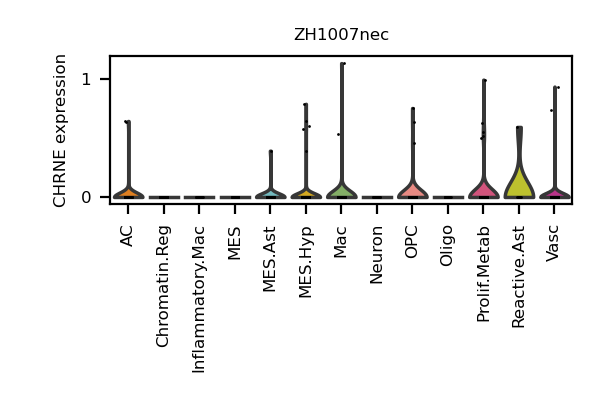 ZH1007nec
CHRNE expression
1
0
AC
Chromatin.Reg
Inflammatory.Mac
MES
MES.Ast
MES.Hyp
Mac
Neuron
OPC
Oligo
Prolif.Metab
Reactive.Ast
Vasc